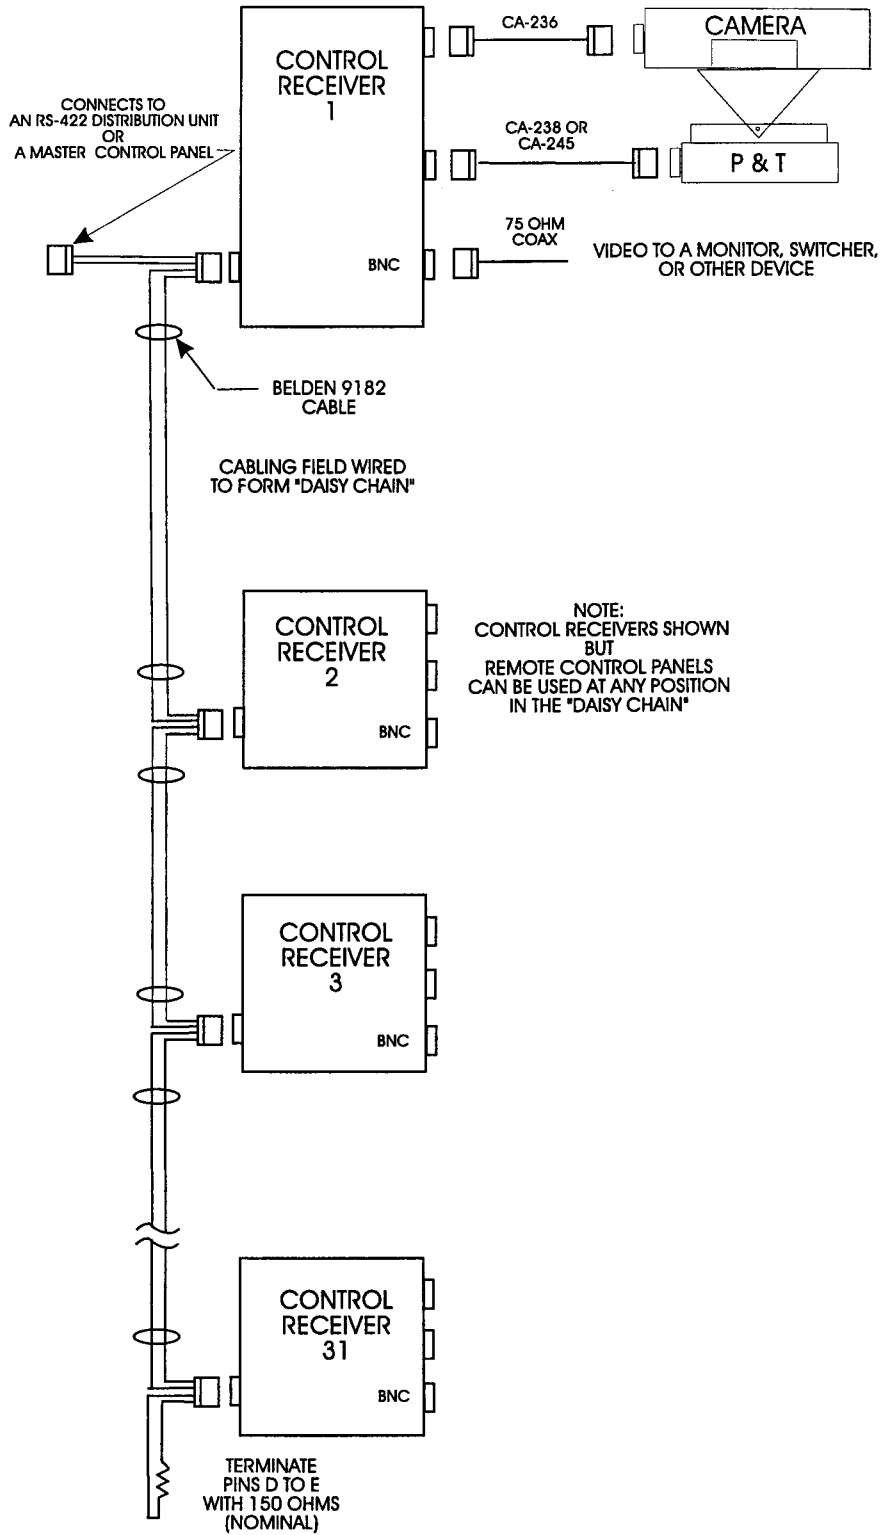 CONTROL
RECEIVER
1
CA-236
CAMERA
CONNECTS TO
AN RS-422 DISTRIBUTION UNIT
OR
A MASTER CONTROL PANEL
CA-238 OR
CA-245
P & T
75 OHM
COAX
BNC
VIDEO TO A MONITOR, SWITCHER,
OR OTHER DEVICE
BELDEN 9182
CABLE
CABLING FIELD WIRED
TO FORM "DAISY CHAIN"
CONTROL
RECEIVER
2
BNC
NOTE:
CONTROL RECEIVERS SHOWN
BUT
REMOTE CONTROL PANELS
CAN BE USED AT ANY POSITION
IN THE "DAISY CHAIN"
CONTROL
RECEIVER
3
BNC
CONTROL
RECEIVER
31
BNC
TERMINATE
PINS D TO E
WITH 150 OHMS
(NOMINAL)